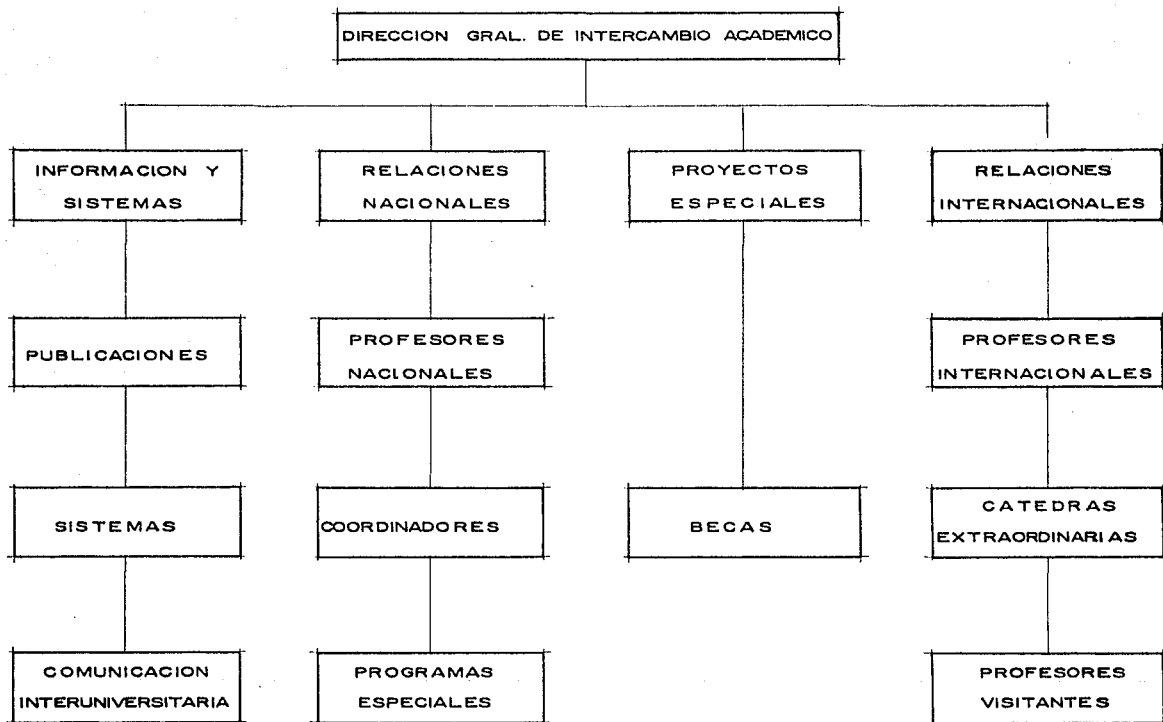 DIRECCION GRAL. DE INTERCAMBIO ACADEMICO
INFORMACION Y
SISTEMAS
RELACIONES
NACIONALES
PROYECTOS
ESPECIALES
RELACIONES
INTERNACIONALES
PUBLICACIONES
PROFESORES
NACIONALES
PROFESORES
INTERNACIONALES
SISTEMAS
COORDINADORES
BECAS
CATEDRAS
EXTRAORDINARIAS
COMUNICACION
INTERUNIVERSITARIA
PROGRAMAS
ESPECIALES
PROFESORES
VISITANTES